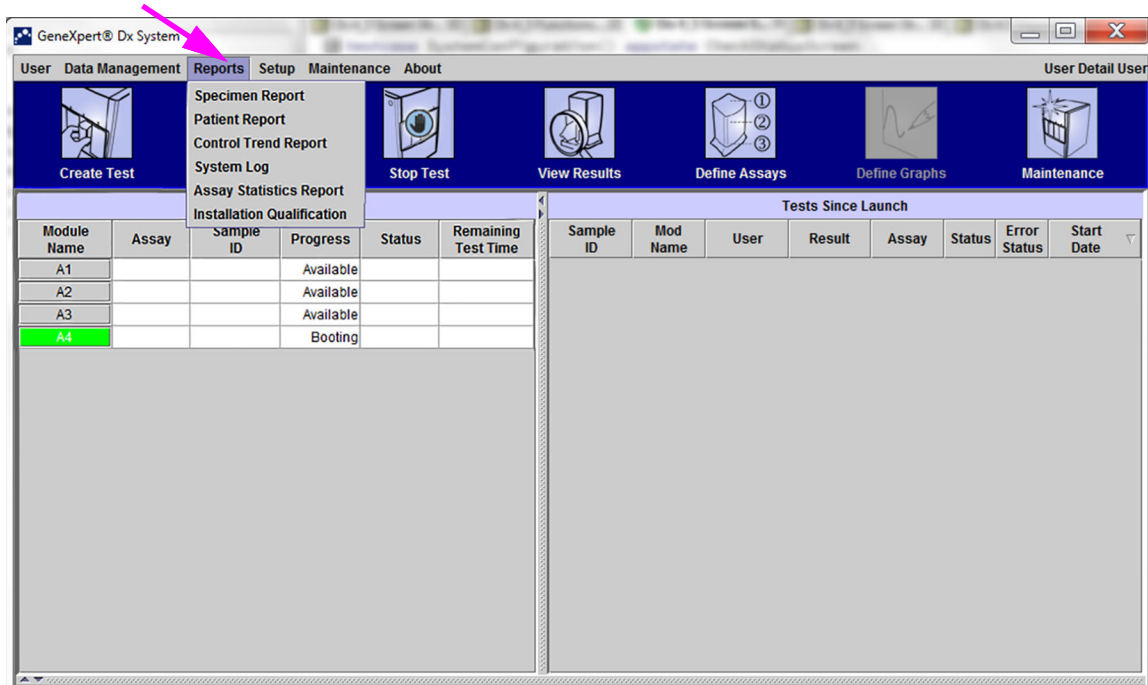 GeneXpert® Dx System
User Data Management Reports Setup Maintenance About User Detail User
Specimen Report
Patient Report
Control Trend Report
System Log
Assay Statistics Report
Installation Qualification
Create Test Stop Test View Results Define Assays Define Graphs Maintenance
① ② ③
Tests Since Launch
Module Name Assay Sample ID Progress Status Remaining Test Time
A1 Available
A2 Available
A3 Available
A4 Booting
Sample ID Mod Name User Result Assay Status Error Status Start Date